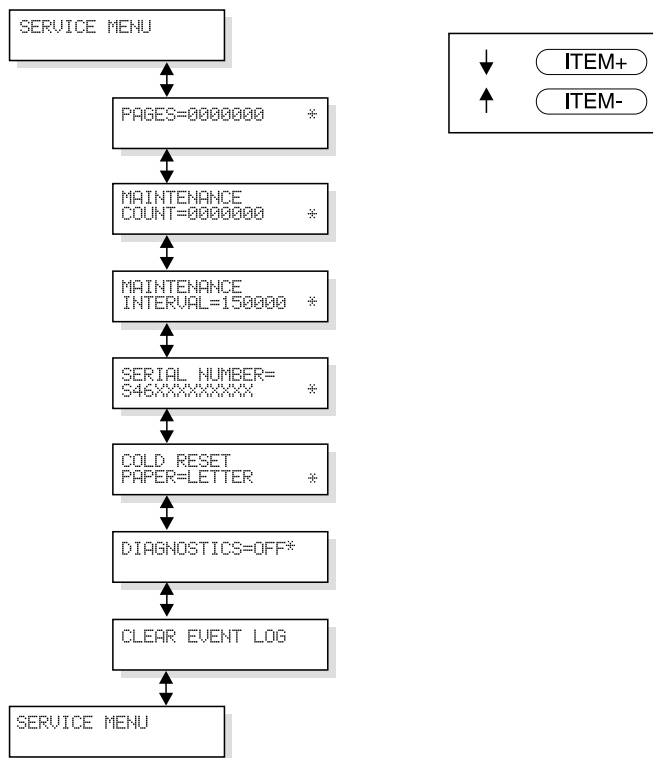 SERVICE MENU
ITEM+
ITEM-
PAGES=0000000 *
MAINTENANCE
COUNT=0000000 *
MAINTENANCE
INTERVAL=150000 *
SERIAL NUMBER=
S46XXXXXXXXX *
COLD RESET
PAPER=LETTER *
DIAGNOSTICS=OFF*
CLEAR EVENT LOG
SERVICE MENU